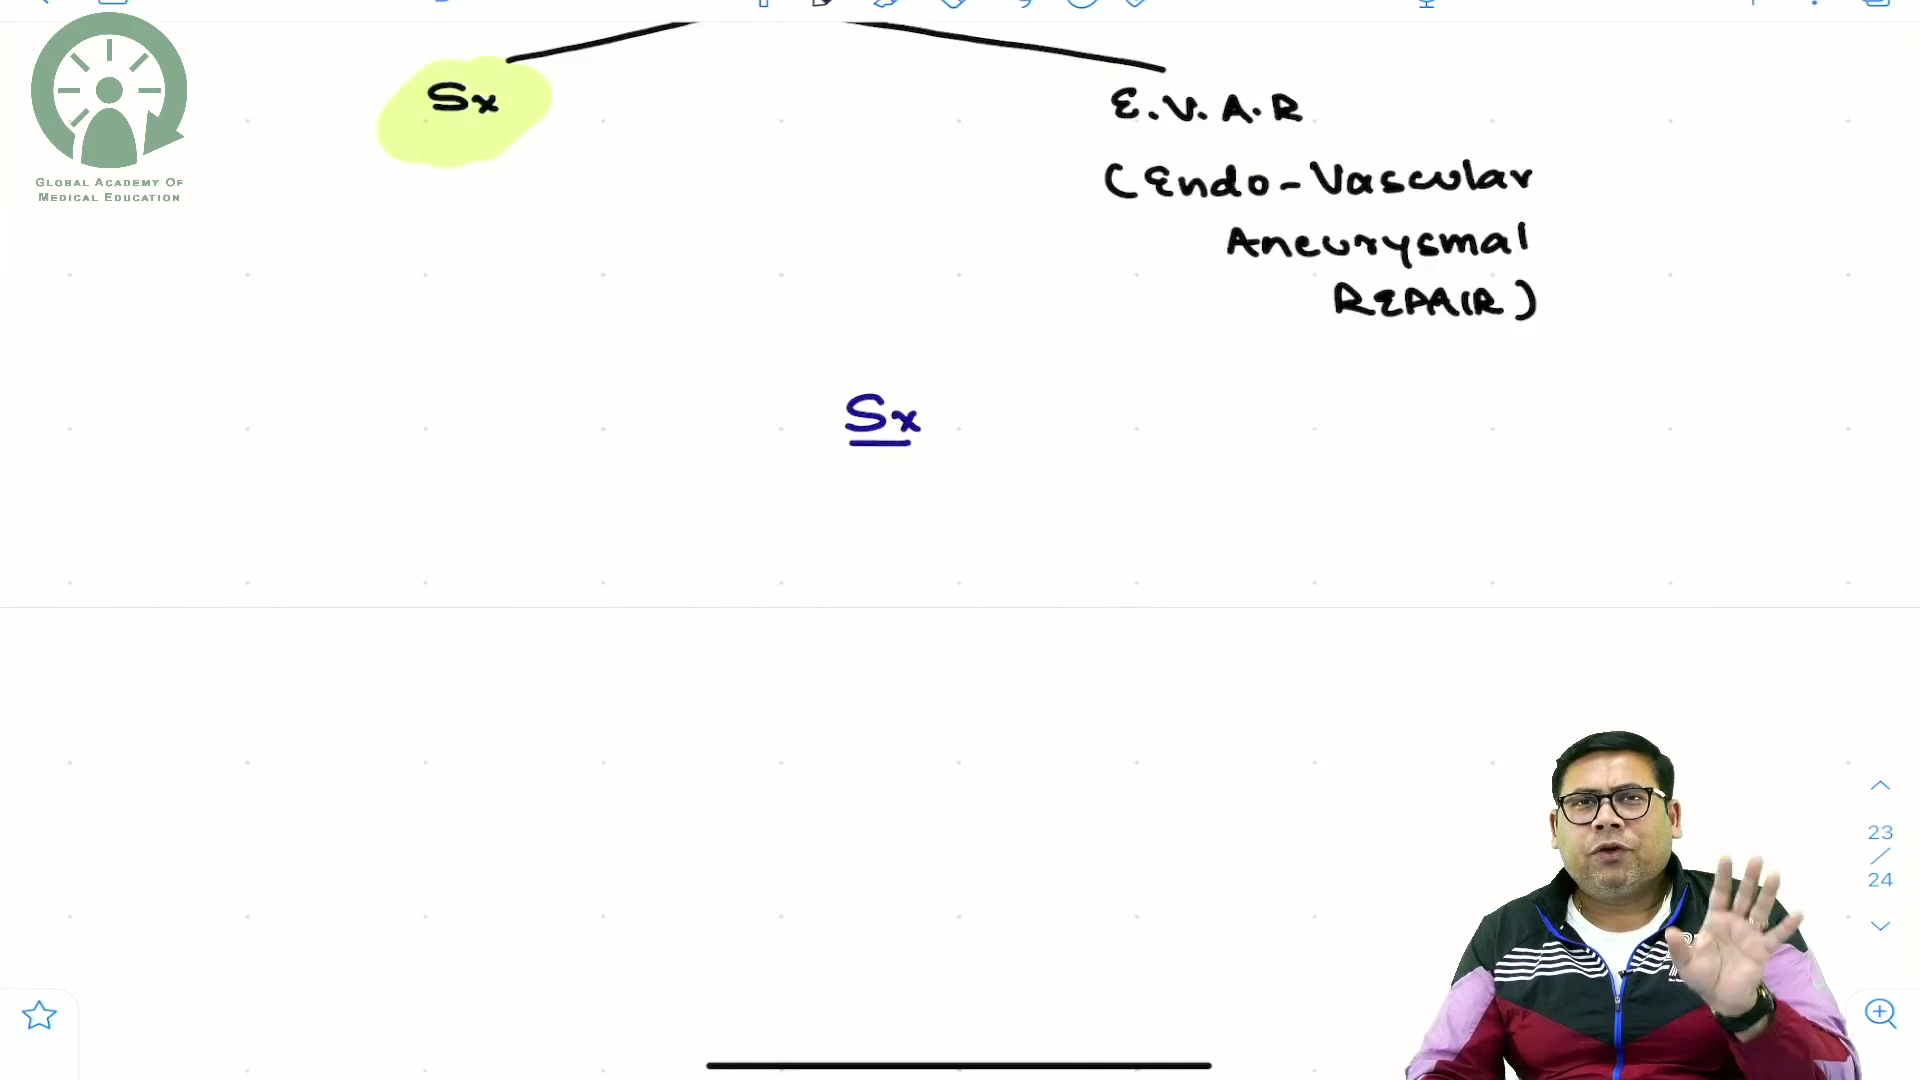 GLOBAL ACADEMY OF
MEDICAL EDUCATION
Sx
E.V.A.R
(Endo-Vascular
Aneurysmal
REPAIR)
Sx
23
/
24